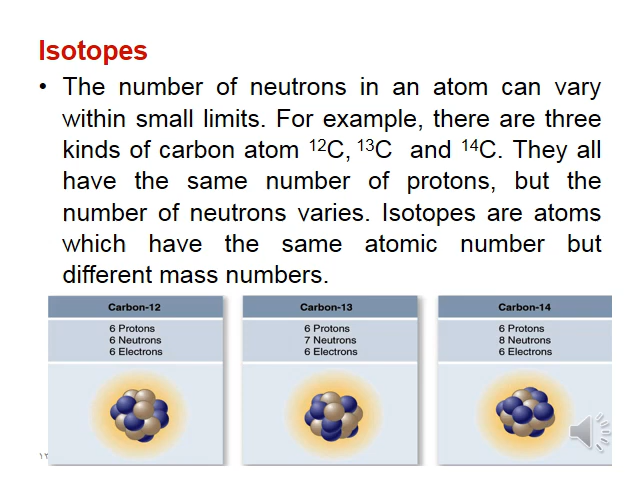 Isotopes
• The number of neutrons in an atom can vary
within small limits. For example, there are three
kinds of carbon atom ¹²C, ¹³C and ¹⁴C. They all
have the same number of protons, but the
number of neutrons varies. Isotopes are atoms
which have the same atomic number but
different mass numbers.
Carbon-12
6 Protons
6 Neutrons
6 Electrons
Carbon-13
6 Protons
7 Neutrons
6 Electrons
Carbon-14
6 Protons
8 Neutrons
6 Electrons